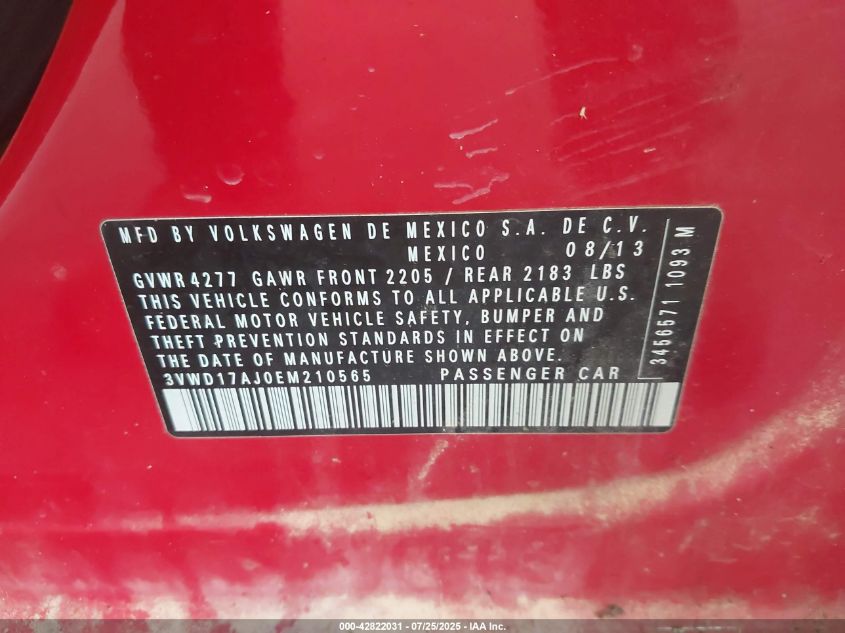 MFD BY VOLKSWAGEN DE MEXICO S.A. DE C.V.
MEXICO 08/13
GVWR 4277 GAWR FRONT 2205 / REAR 2183 LBS
THIS VEHICLE CONFORMS TO ALL APPLICABLE U.S.
FEDERAL MOTOR VEHICLE SAFETY, BUMPER AND
THEFT PREVENTION STANDARDS IN EFFECT ON
THE DATE OF MANUFACTURE SHOWN ABOVE.
3VWD17AJ0EM210565 PASSENGER CAR
3456571 1093 M
000-42822031 - 07/25/2025 - IAA Inc.